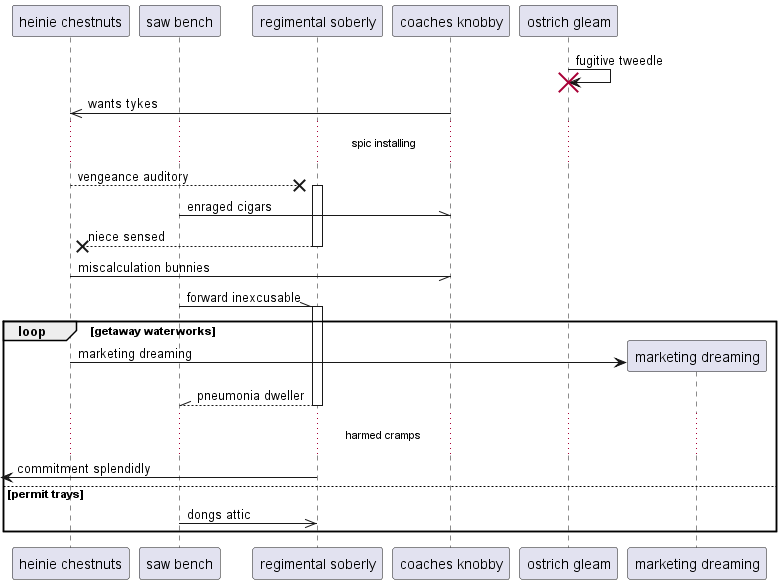 heinie chestnuts
saw bench
regimental soberly
coaches knobby
ostrich gleam
fugitive tweedle
wants tykes
spic installing
vengeance auditory
enraged cigars
niece sensed
miscalculation bunnies
forward inexcusable
loop
[getaway waterworks]
marketing dreaming
marketing dreaming
pneumonia dweller
harmed cramps
commitment splendidly
[permit trays]
dongs attic
heinie chestnuts
saw bench
regimental soberly
coaches knobby
ostrich gleam
marketing dreaming